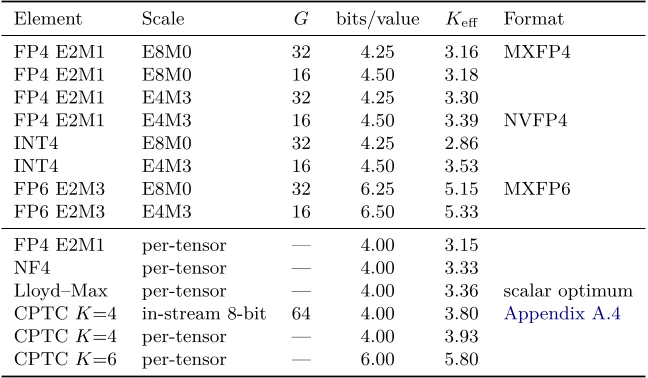 Element Scale G bits/value K_eff Format
FP4 E2M1 E8M0 32 4.25 3.16 MXFP4
FP4 E2M1 E8M0 16 4.50 3.18
FP4 E2M1 E4M3 32 4.25 3.30
FP4 E2M1 E4M3 16 4.50 3.39 NVFP4
INT4 E8M0 32 4.25 2.86
INT4 E4M3 16 4.50 3.53
FP6 E2M3 E8M0 32 6.25 5.15 MXFP6
FP6 E2M3 E4M3 16 6.50 5.33
FP4 E2M1 per-tensor — 4.00 3.15
NF4 per-tensor — 4.00 3.33
Lloyd–Max per-tensor — 4.00 3.36 scalar optimum
CPTC K=4 in-stream 8-bit 64 4.00 3.80 Appendix A.4
CPTC K=4 per-tensor — 4.00 3.93
CPTC K=6 per-tensor — 6.00 5.80